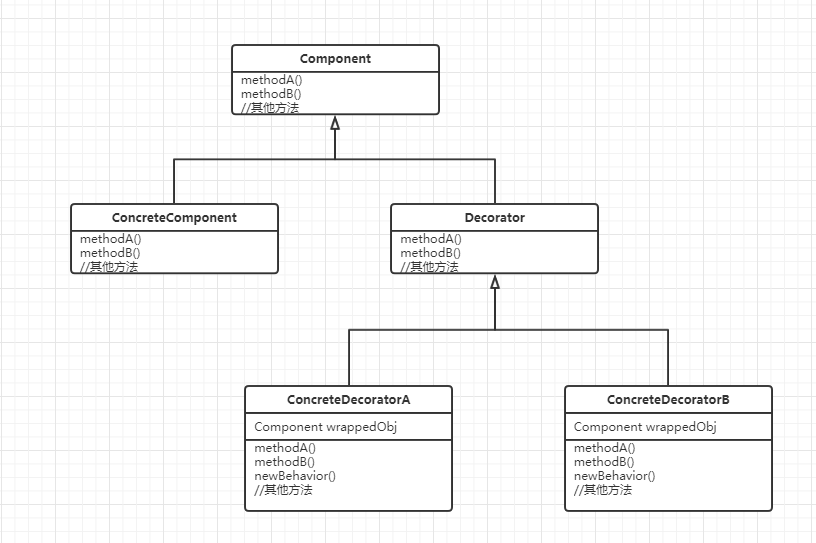 Component
methodA()
methodB()
//其他方法
ConcreteComponent
methodA()
methodB()
//其他方法
Decorator
methodA()
methodB()
//其他方法
ConcreteDecoratorA
Component wrappedObj
methodA()
methodB()
newBehavior()
//其他方法
ConcreteDecoratorB
Component wrappedObj
methodA()
methodB()
newBehavior()
//其他方法